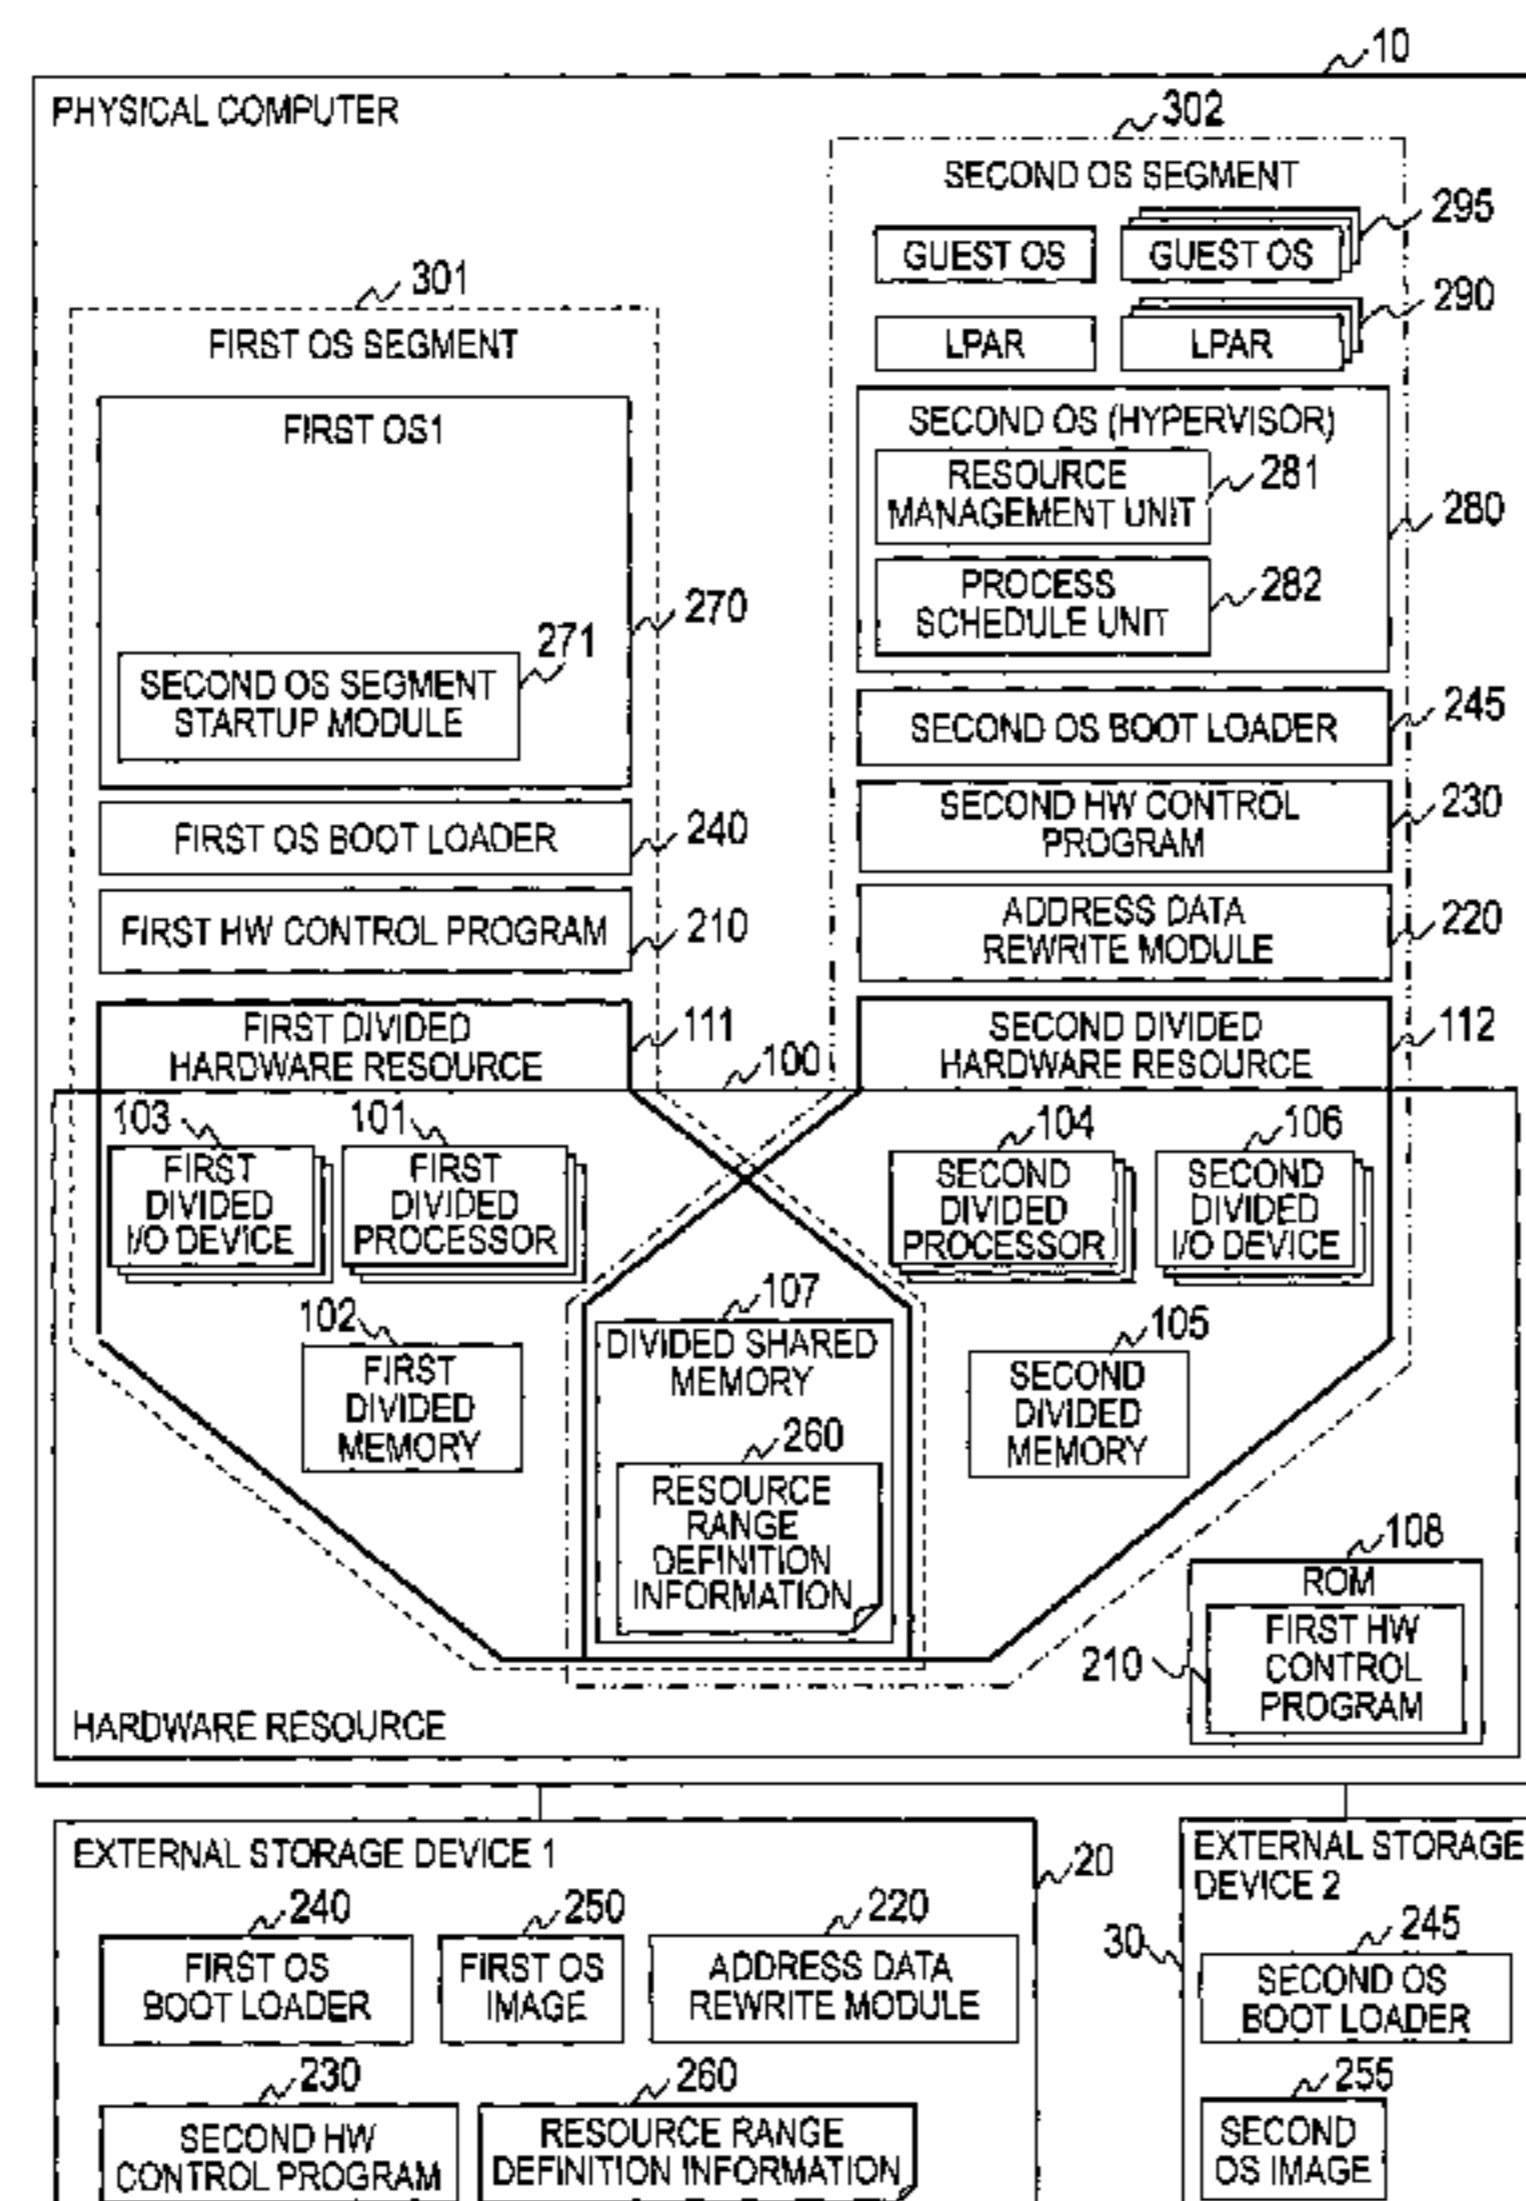 10
PHYSICAL COMPUTER
302
SECOND OS SEGMENT
295
GUEST OS
GUEST OS
290
LPAR
LPAR
301
FIRST OS SEGMENT
FIRST OS1
SECOND OS (HYPERVISOR)
RESOURCE
MANAGEMENT UNIT
281
280
PROCESS
SCHEDULE UNIT
282
270
271
SECOND OS SEGMENT
STARTUP MODULE
SECOND OS BOOT LOADER
245
FIRST OS BOOT LOADER
240
SECOND HW CONTROL
PROGRAM
230
FIRST HW CONTROL PROGRAM
210
ADDRESS DATA
REWRITE MODULE
220
FIRST DIVIDED
HARDWARE RESOURCE
111
100
SECOND DIVIDED
HARDWARE RESOURCE
112
103
FIRST
DIVIDED
I/O DEVICE
101
FIRST
DIVIDED
PROCESSOR
104
SECOND
DIVIDED
PROCESSOR
106
SECOND
DIVIDED
I/O DEVICE
102
FIRST
DIVIDED
MEMORY
107
DIVIDED SHARED
MEMORY
260
RESOURCE
RANGE
DEFINITION
INFORMATION
105
SECOND
DIVIDED
MEMORY
108
ROM
210
FIRST HW
CONTROL
PROGRAM
HARDWARE RESOURCE
EXTERNAL STORAGE DEVICE 1
20
240
FIRST OS
BOOT LOADER
250
FIRST OS
IMAGE
220
ADDRESS DATA
REWRITE MODULE
230
SECOND HW
CONTROL PROGRAM
260
RESOURCE RANGE
DEFINITION INFORMATION
EXTERNAL STORAGE
DEVICE 2
30
245
SECOND OS
BOOT LOADER
255
SECOND
OS IMAGE